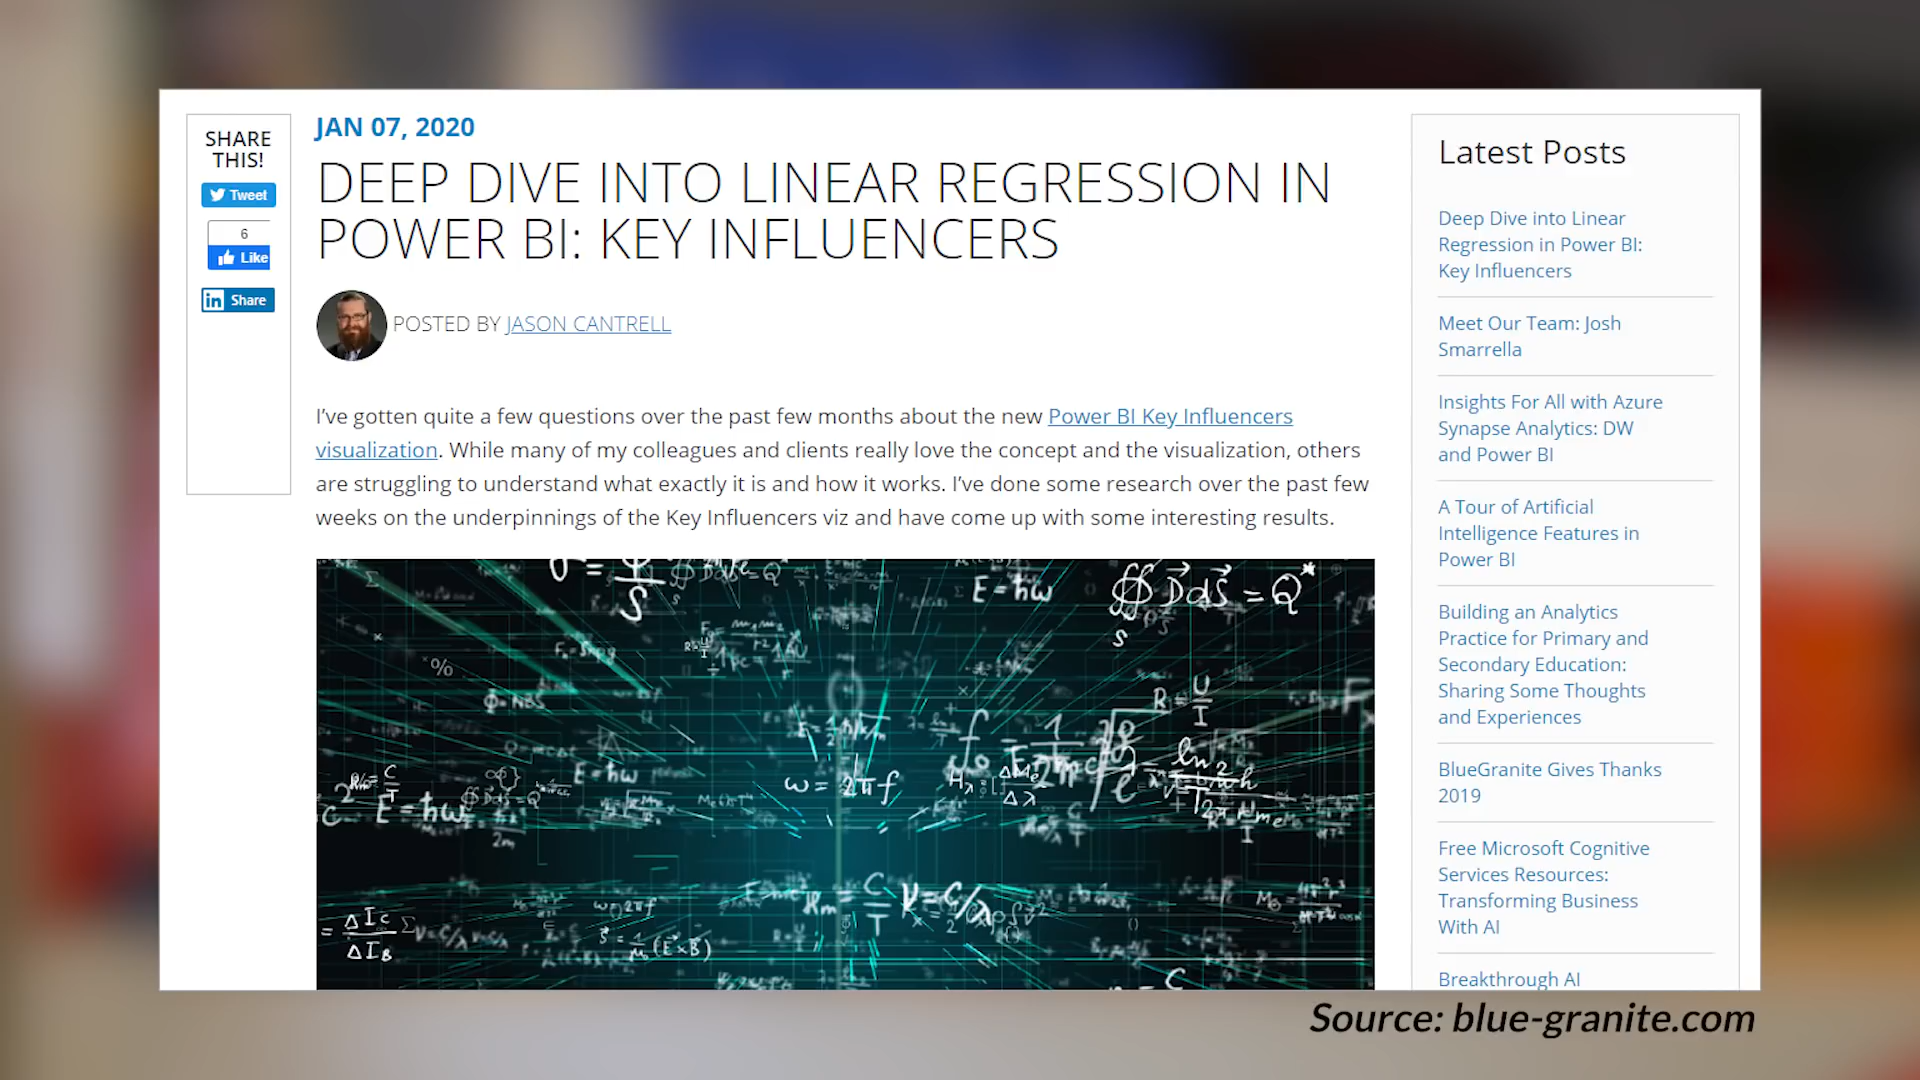 SHARE
THIS!
Tweet
6
Like
in Share
JAN 07, 2020
DEEP DIVE INTO LINEAR REGRESSION IN
POWER BI: KEY INFLUENCERS
POSTED BY JASON CANTRELL
I've gotten quite a few questions over the past few months about the new Power BI Key Influencers
visualization. While many of my colleagues and clients really love the concept and the visualization, others
are struggling to understand what exactly it is and how it works. I've done some research over the past few
weeks on the underpinnings of the Key Influencers viz and have come up with some interesting results.
E = ħω
∯ D⃗ dS⃗ = Q*
S
%
E = ħω
ω = 2πf
E = ħω
V = C/λ
Latest Posts
Deep Dive into Linear
Regression in Power BI:
Key Influencers
Meet Our Team: Josh
Smarrella
Insights For All with Azure
Synapse Analytics: DW
and Power BI
A Tour of Artificial
Intelligence Features in
Power BI
Building an Analytics
Practice for Primary and
Secondary Education:
Sharing Some Thoughts
and Experiences
BlueGranite Gives Thanks
2019
Free Microsoft Cognitive
Services Resources:
Transforming Business
With AI
Breakthrough AI
Source: blue-granite.com